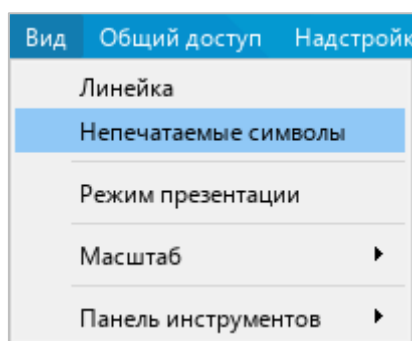 Вид Общий доступ Надстройк
Линейка
Непечатаемые символы
Режим презентации
Масштаб
Панель инструментов